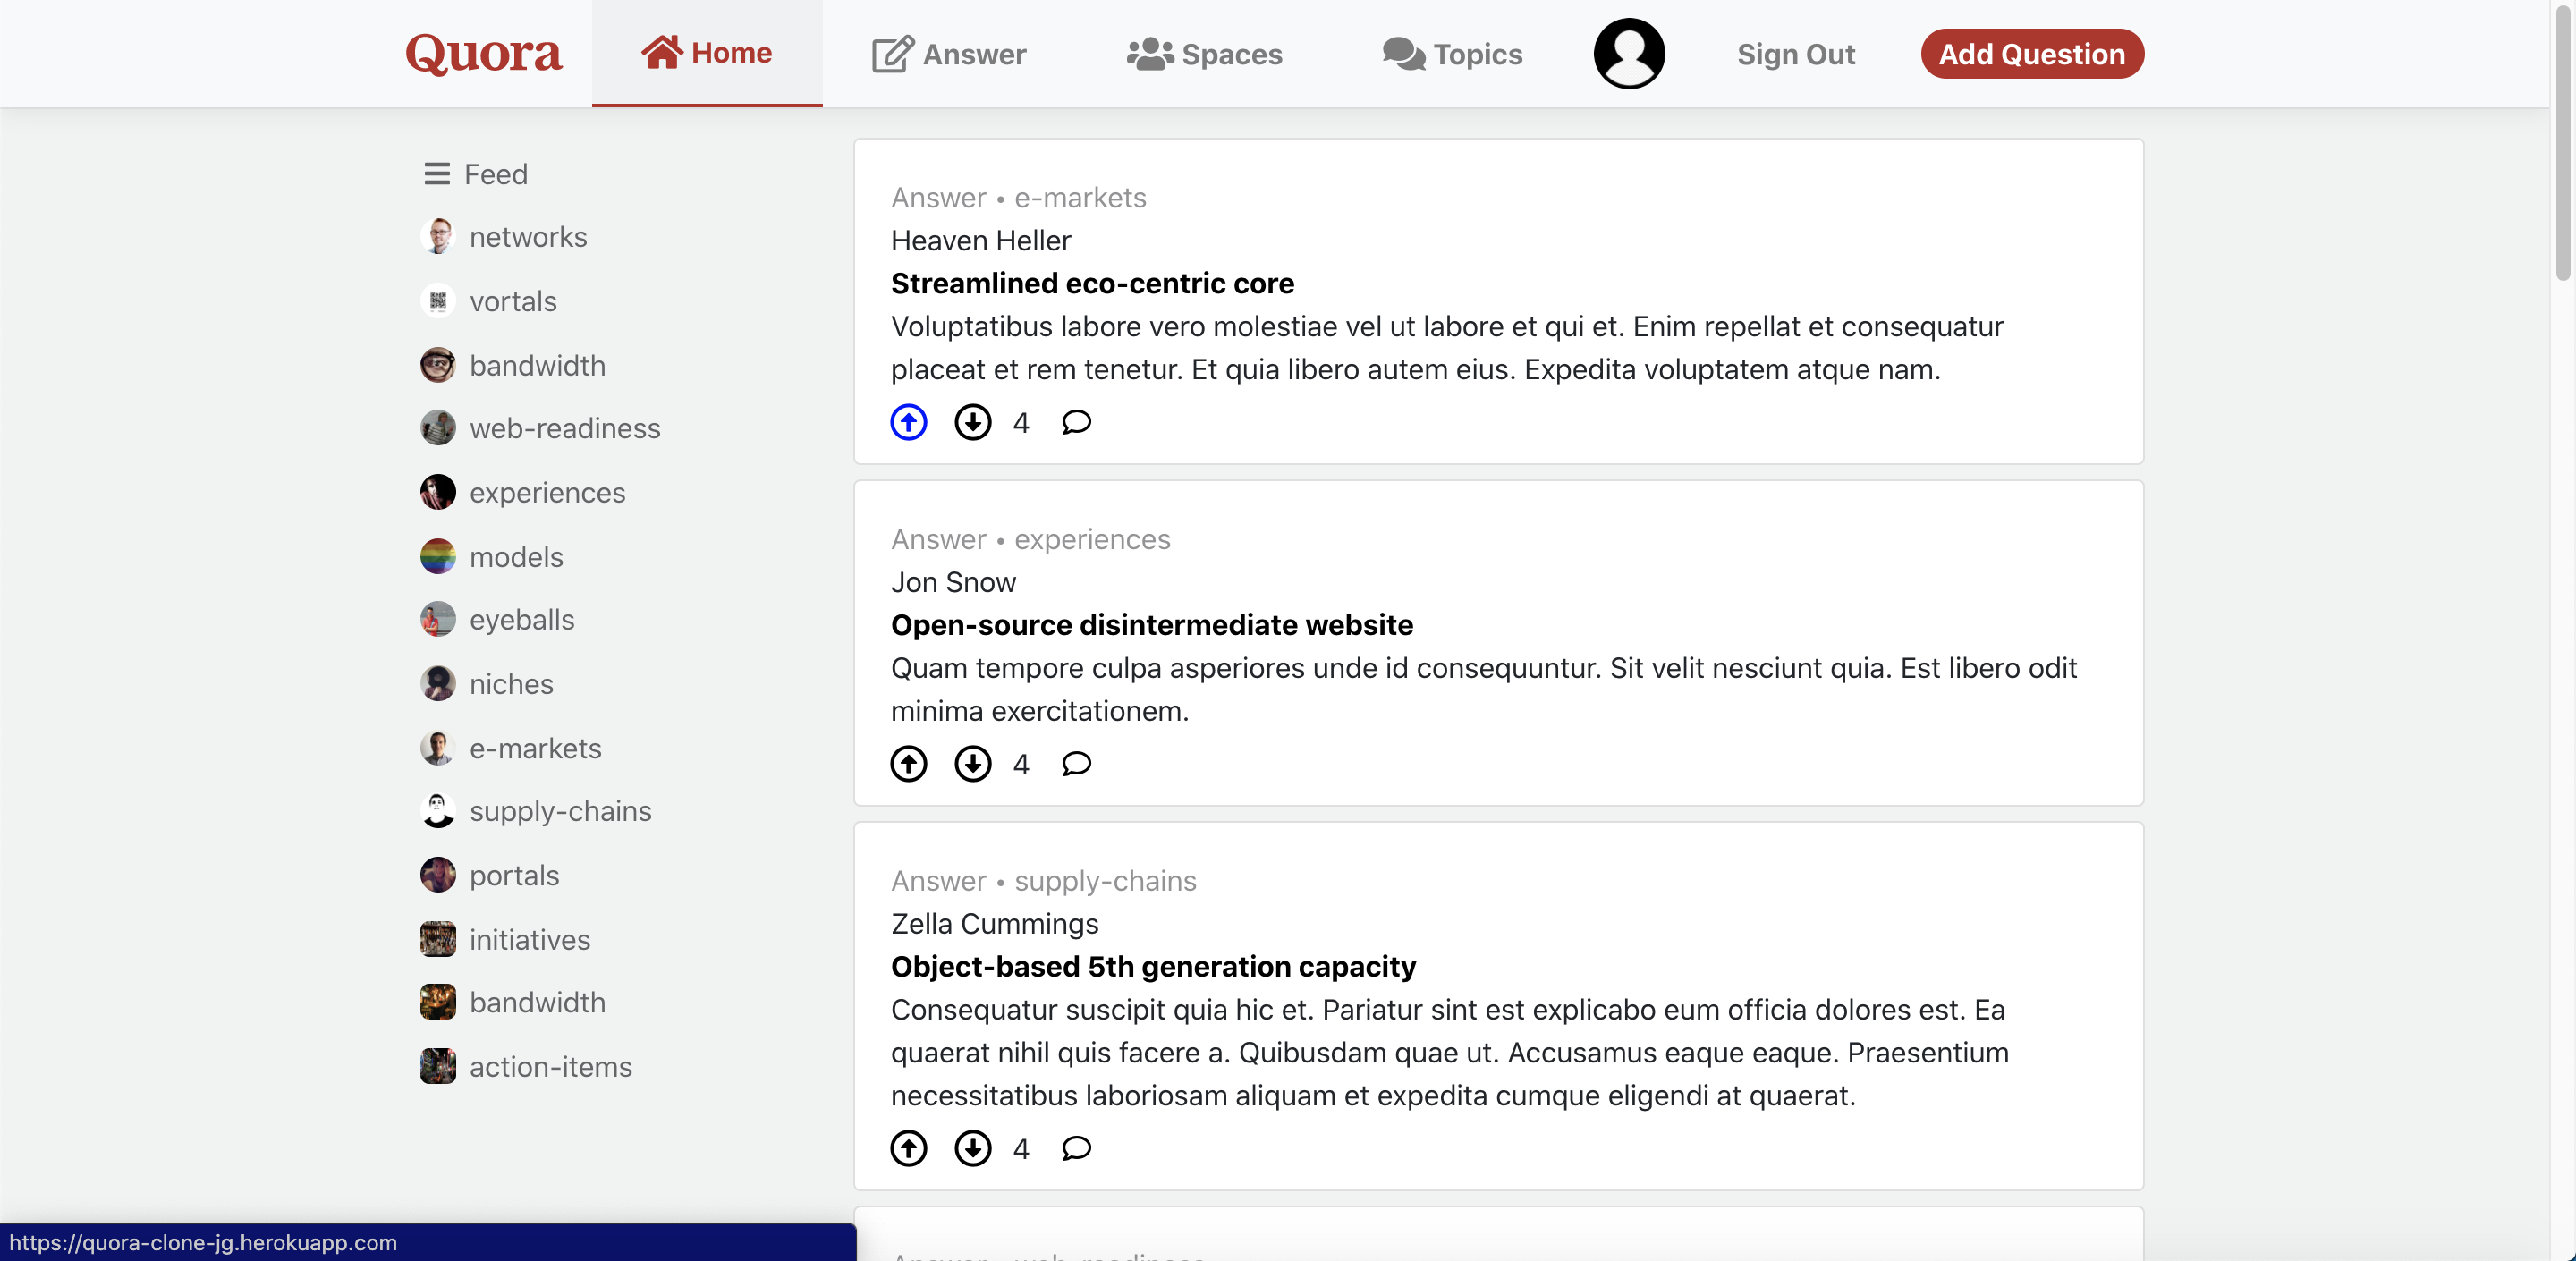 Quora
Home
Answer
Spaces
Topics
Sign Out
Add Question
Feed
networks
vortals
bandwidth
web-readiness
experiences
models
eyeballs
niches
e-markets
supply-chains
portals
initiatives
bandwidth
action-items
Answer • e-markets
Heaven Heller
Streamlined eco-centric core
Voluptatibus labore vero molestiae vel ut labore et qui et. Enim repellat et consequatur
placeat et rem tenetur. Et quia libero autem eius. Expedita voluptatem atque nam.
4
Answer • experiences
Jon Snow
Open-source disintermediate website
Quam tempore culpa asperiores unde id consequuntur. Sit velit nesciunt quia. Est libero odit
minima exercitationem.
4
Answer • supply-chains
Zella Cummings
Object-based 5th generation capacity
Consequatur suscipit quia hic et. Pariatur sint est explicabo eum officia dolores est. Ea
quaerat nihil quis facere a. Quibusdam quae ut. Accusamus eaque eaque. Praesentium
necessitatibus laboriosam aliquam et expedita cumque eligendi at quaerat.
4
Answer • web-readiness
https://quora-clone-jg.herokuapp.com